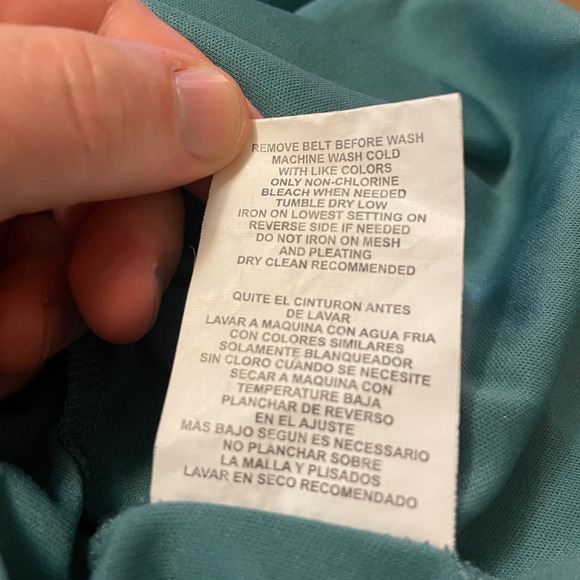 REMOVE BELT BEFORE WASH
MACHINE WASH COLD
WITH LIKE COLORS
ONLY NON-CHLORINE
BLEACH WHEN NEEDED
TUMBLE DRY LOW
IRON ON LOWEST SETTING ON
REVERSE SIDE IF NEEDED
DO NOT IRON ON MESH
AND PLEATING
DRY CLEAN RECOMMENDED
QUITE EL CINTURON ANTES
DE LAVAR
LAVAR A MAQUINA CON AGUA FRIA
CON COLORES SIMILARES
SOLAMENTE BLANQUEADOR
SIN CLORO CUANDO SE NECESITE
SECAR A MAQUINA CON
TEMPERATURE BAJA
PLANCHAR DE REVERSO
EN EL AJUSTE
MAS BAJO SEGUN ES NECESSARIO
NO PLANCHAR SOBRE
LA MALLA Y PLISADOS
LAVAR EN SECO RECOMENDADO